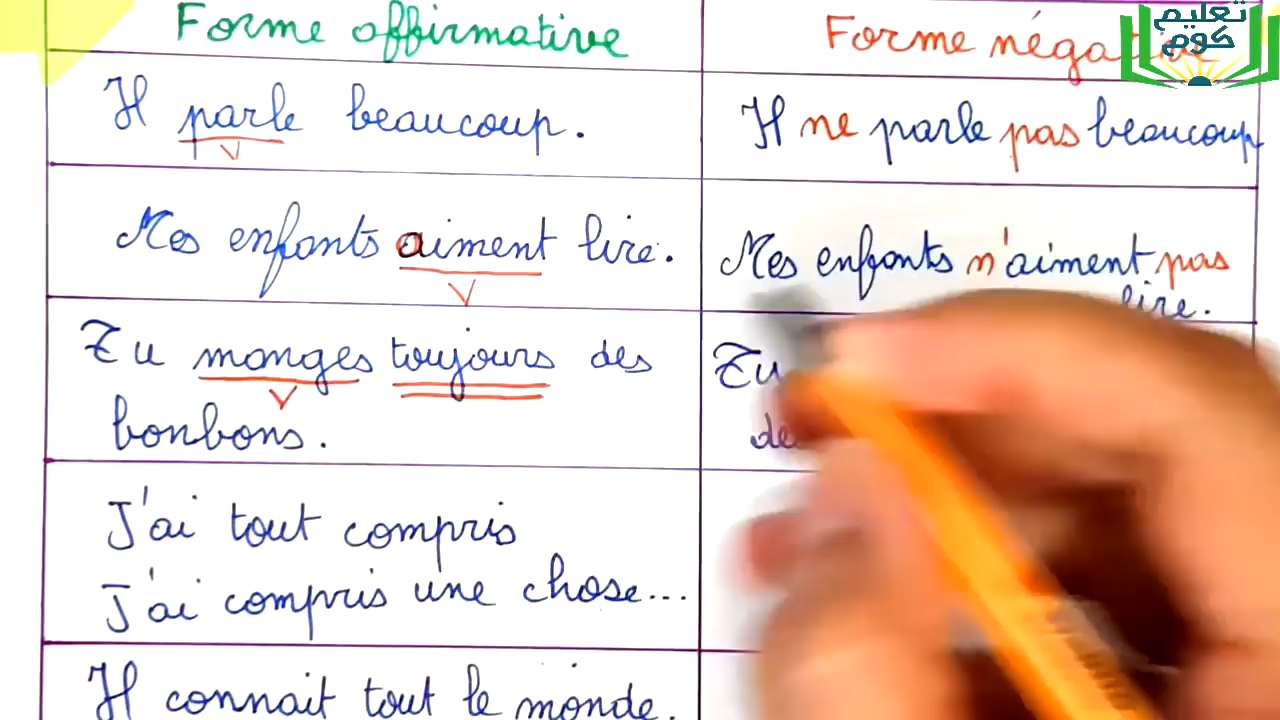 Forme affirmative
Forme négative
تعليم
كوم
Il parle beaucoup.
V
Il ne parle pas beaucoup
Mes enfants aiment lire.
V
Mes enfants n'aiment pas
lire.
Tu manges toujours des
V
bonbons.
Tu
J'ai tout compris
J'ai compris une chose...
Il connait tout le monde.